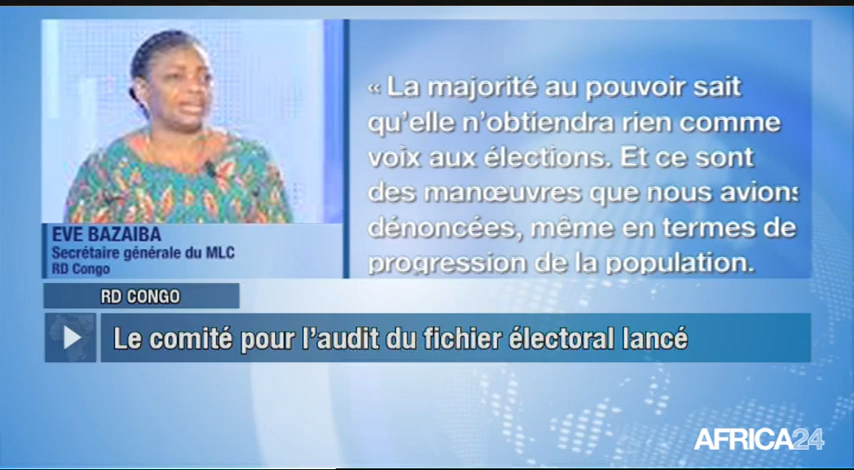 « La majorité au pouvoir sait
qu'elle n'obtiendra rien comme
voix aux élections. Et ce sont
des manœuvres que nous avions
dénoncées, même en termes de
progression de la population.
EVE BAZAIBA
Secrétaire générale du MLC
RD Congo
RD CONGO
Le comité pour l'audit du fichier électoral lancé
AFRICA24